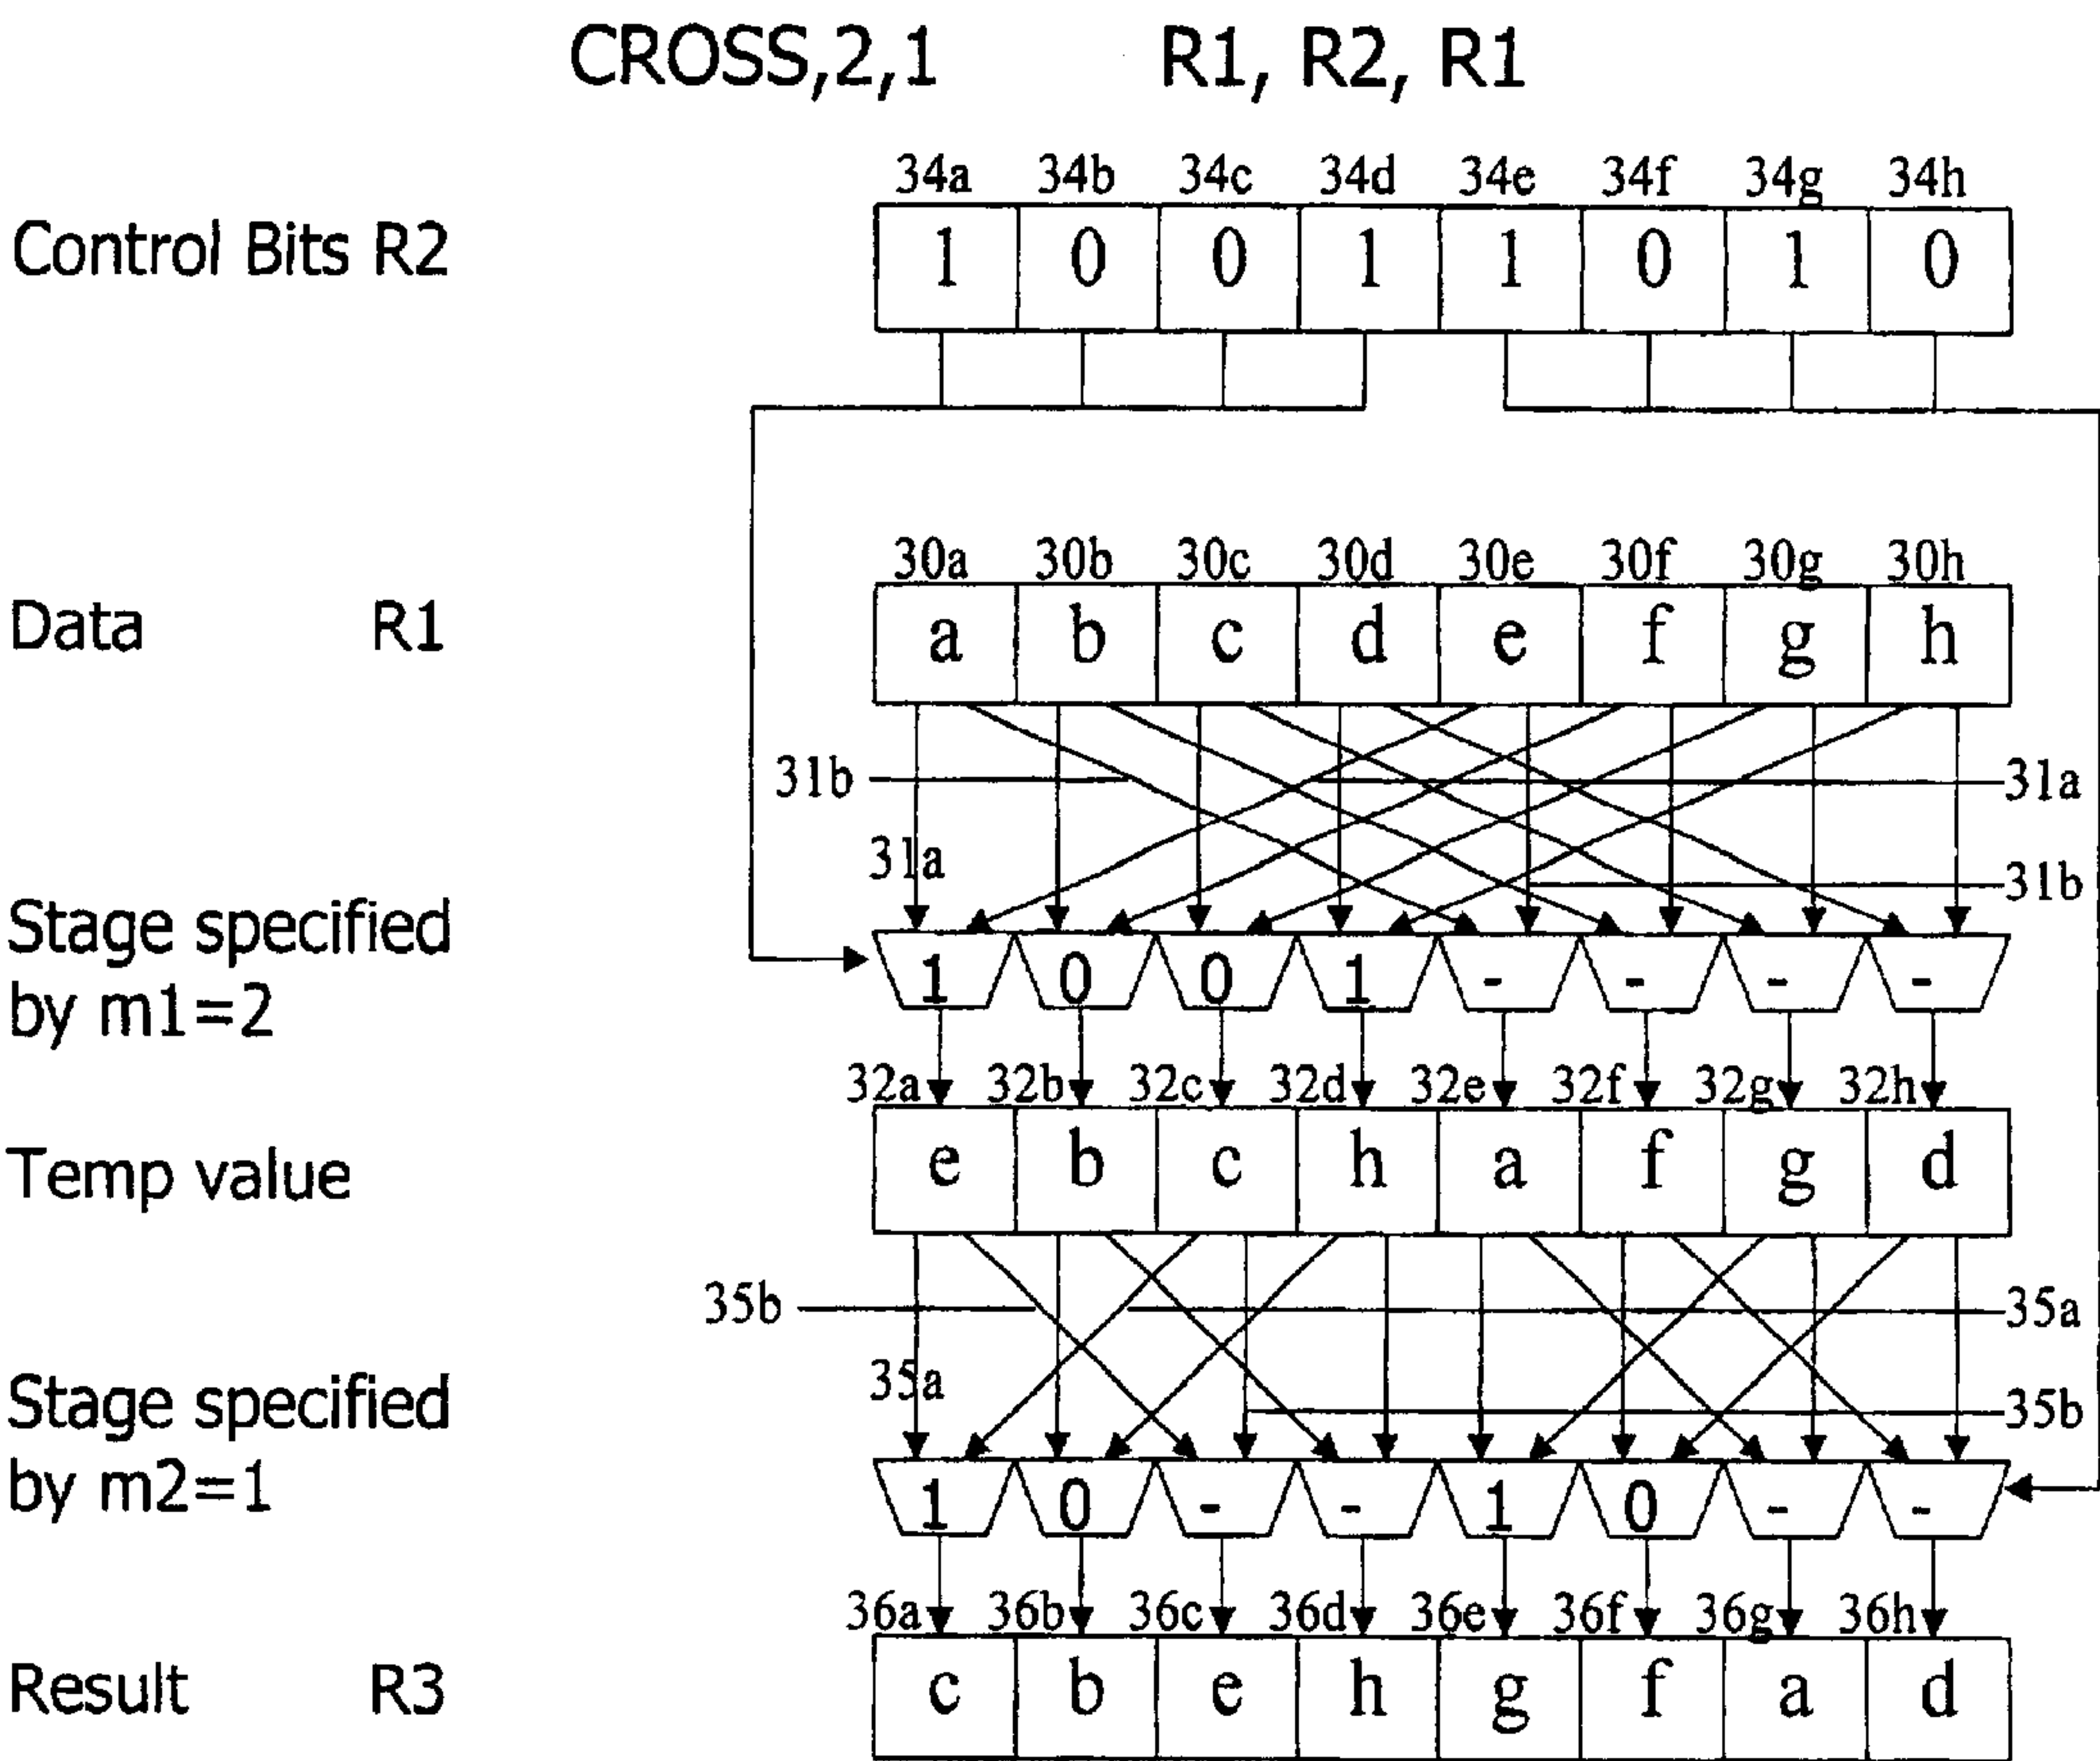 CROSS,2,1 R1, R2, R1
34a 34b 34c 34d 34e 34f 34g 34h
Control Bits R2 1 0 0 1 1 0 1 0
30a 30b 30c 30d 30e 30f 30g 30h
Data R1 a b c d e f g h
31b 31a
31a 31b
Stage specified
by m1=2 1 0 0 1 - - - -
32a 32b 32c 32d 32e 32f 32g 32h
Temp value e b c h a f g d
35b 35a
35a 35b
Stage specified
by m2=1 1 0 - - 1 0 - -
36a 36b 36c 36d 36e 36f 36g 36h
Result R3 c b e h g f a d